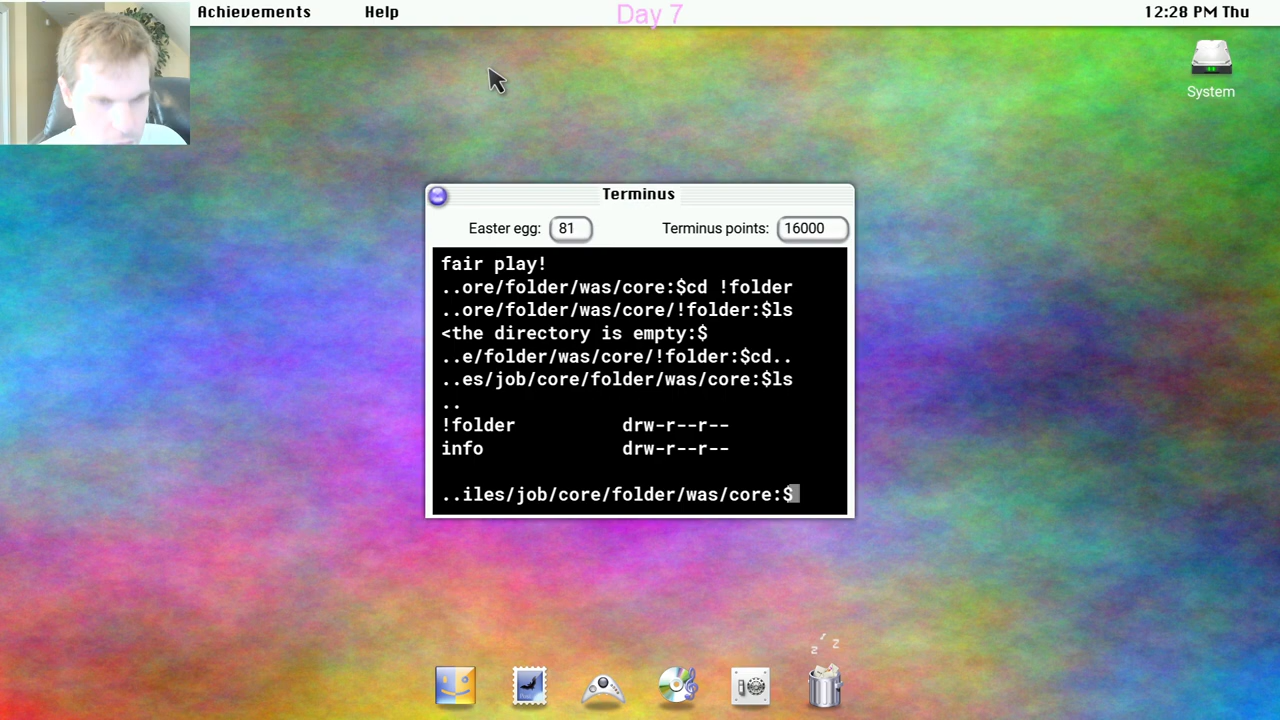 Achievements Help Day 7 12:28 PM Thu
System
Terminus
Easter egg: 81 Terminus points: 16000
fair play!
..ore/folder/was/core:$cd !folder
..ore/folder/was/core/!folder:$ls
<the directory is empty:$
..e/folder/was/core/!folder:$cd..
..es/job/core/folder/was/core:$ls
..
!folder drw-r--r--
info drw-r--r--
..iles/job/core/folder/was/core:$
z z